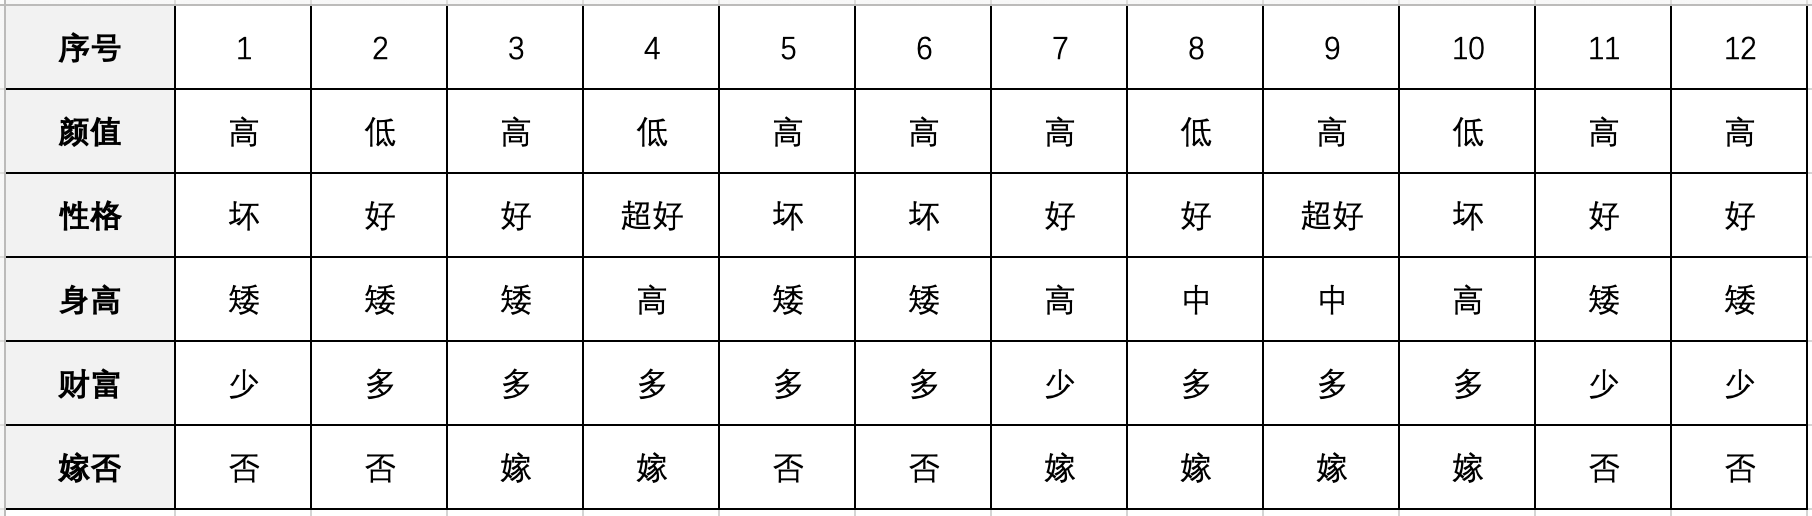 序号 1 2 3 4 5 6 7 8 9 10 11 12
颜值 高 低 高 低 高 高 高 低 高 低 高 高
性格 坏 好 好 超好 坏 坏 好 好 超好 坏 好 好
身高 矮 矮 矮 高 矮 矮 高 中 中 高 矮 矮
财富 少 多 多 多 多 多 少 多 多 多 少 少
嫁否 否 否 嫁 嫁 否 否 嫁 嫁 嫁 嫁 否 否